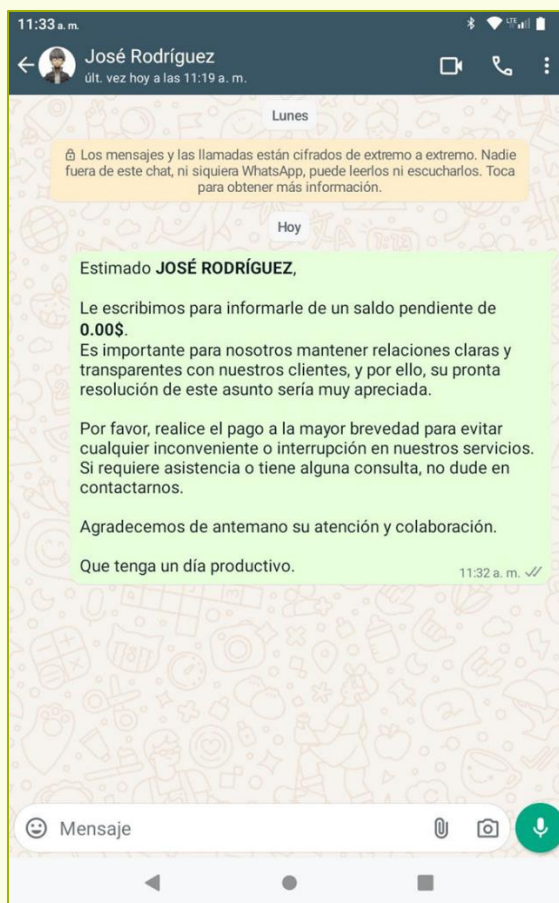 11:33 a. m. LTE
José Rodríguez
últ. vez hoy a las 11:19 a. m.
Lunes
Los mensajes y las llamadas están cifrados de extremo a extremo. Nadie
fuera de este chat, ni siquiera WhatsApp, puede leerlos ni escucharlos. Toca
para obtener más información.
Hoy
Estimado JOSÉ RODRÍGUEZ,
Le escribimos para informarle de un saldo pendiente de
0.00$.
Es importante para nosotros mantener relaciones claras y
transparentes con nuestros clientes, y por ello, su pronta
resolución de este asunto sería muy apreciada.
Por favor, realice el pago a la mayor brevedad para evitar
cualquier inconveniente o interrupción en nuestros servicios.
Si requiere asistencia o tiene alguna consulta, no dude en
contactarnos.
Agradecemos de antemano su atención y colaboración.
Que tenga un día productivo.
11:32 a. m.
Mensaje